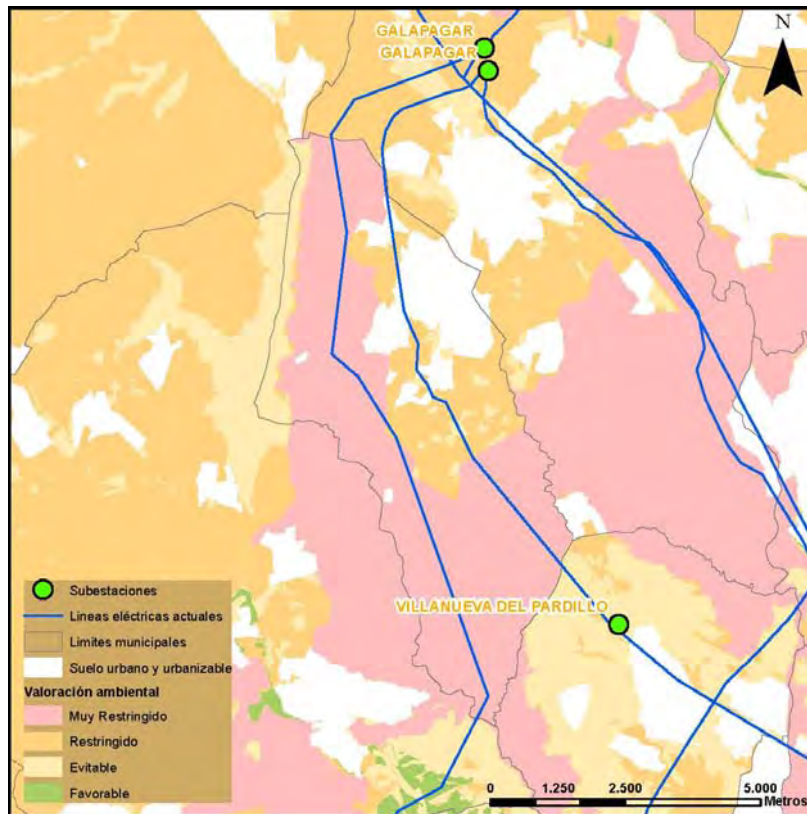 GALAPAGAR
GALAPAGAR
N
VILLANUEVA DEL PARDILLO
Subestaciones
Lineas eléctricas actuales
Limites municipales
Suelo urbano y urbanizable
Valoración ambiental
Muy Restringido
Restringido
Evitable
Favorable
0 1.250 2.500 5.000
Metros